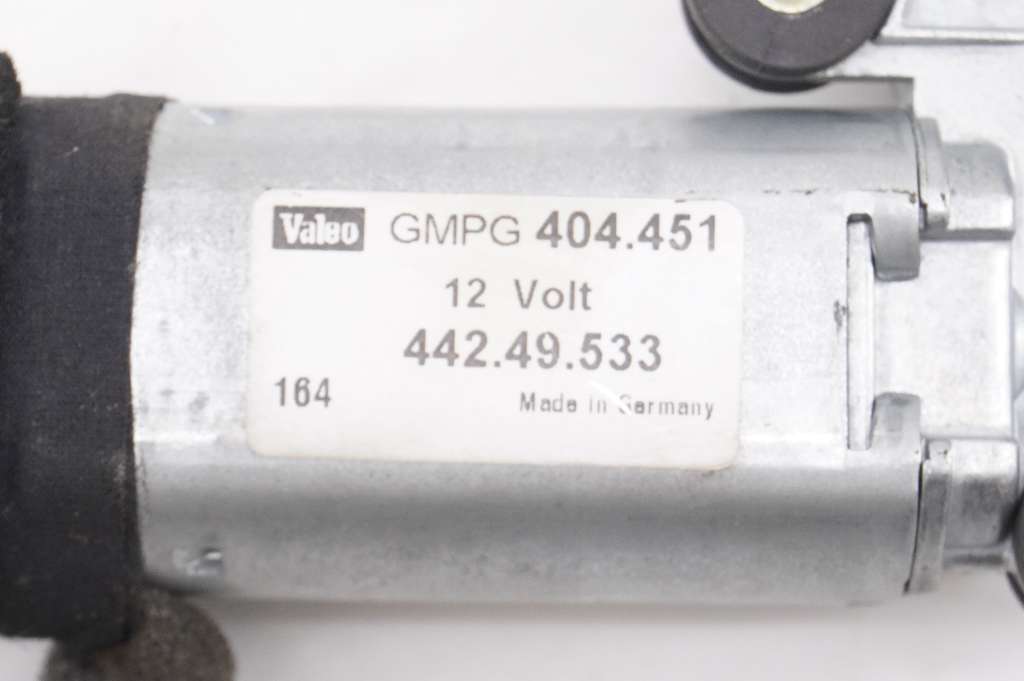 Valeo GMPG 404.451
12 Volt
442.49.533
164 Made in Germany